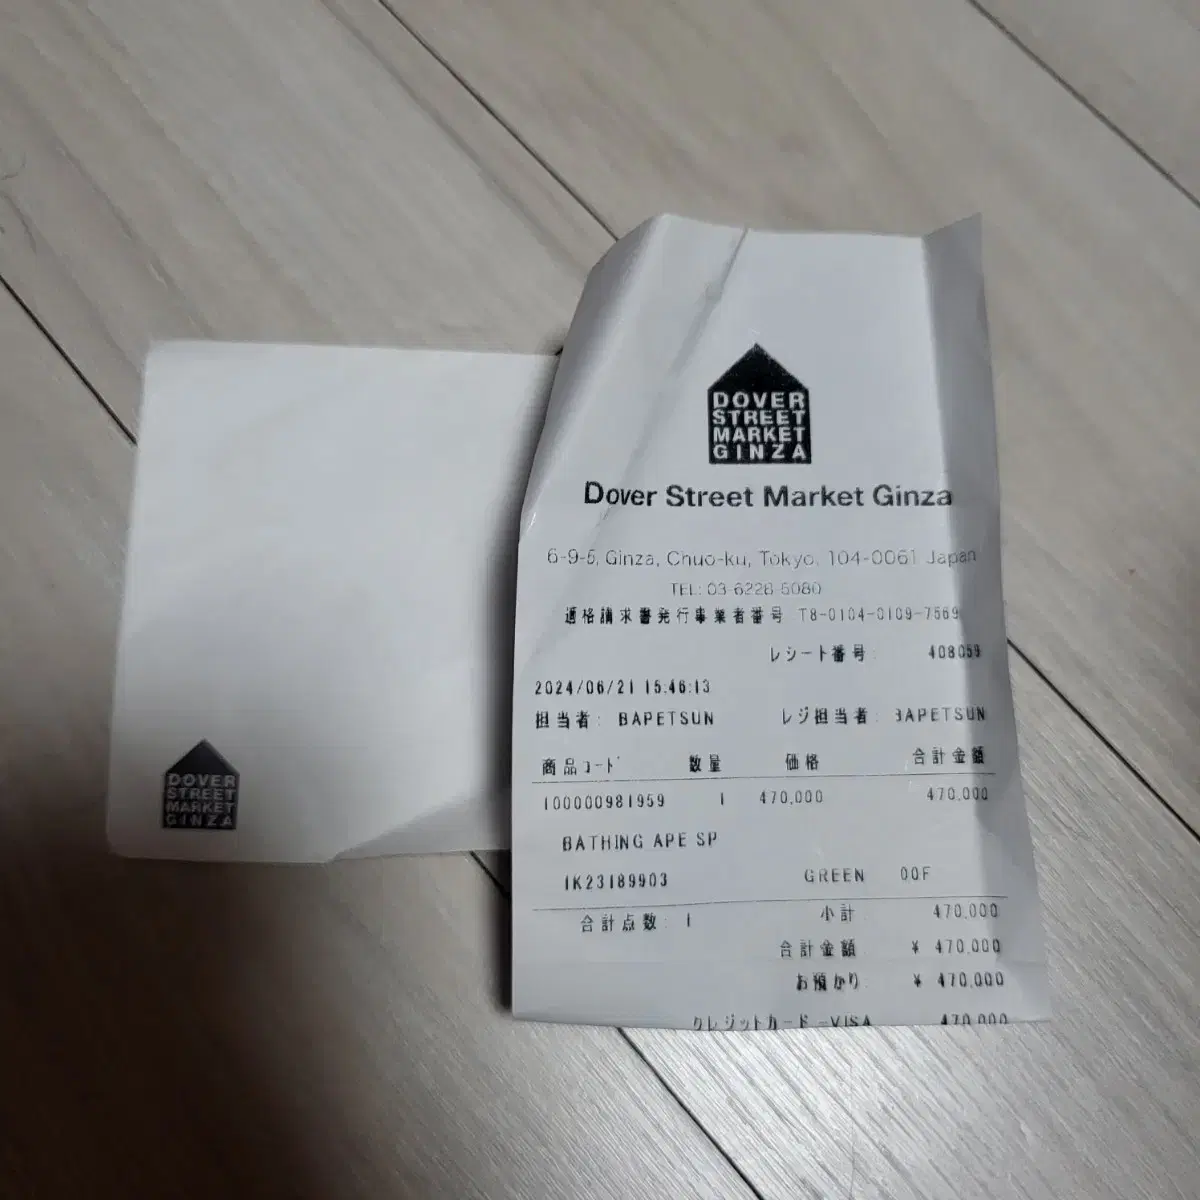 DOVER
STREET
MARKET
GINZA
Dover Street Market Ginza
6-9-5, Ginza, Chuo-ku, Tokyo, 104-0061 Japan
TEL: 03-6228-5080
適格請求書発行事業者番号 T8-0104-0109-7569
レシート番号: 408059
2024/06/21 15:46:13
担当者: BAPETSUN レジ担当者: BAPETSUN
商品コード 数量 価格 合計金額
100000981959 1 470,000 470,000
BATHING APE SP
1K23189903 GREEN 00F
合計点数: 1 小計: 470,000
合計金額: ¥ 470,000
お預かり: ¥ 470,000
クレジットカード-VISA 470,000
DOVER
STREET
MARKET
GINZA